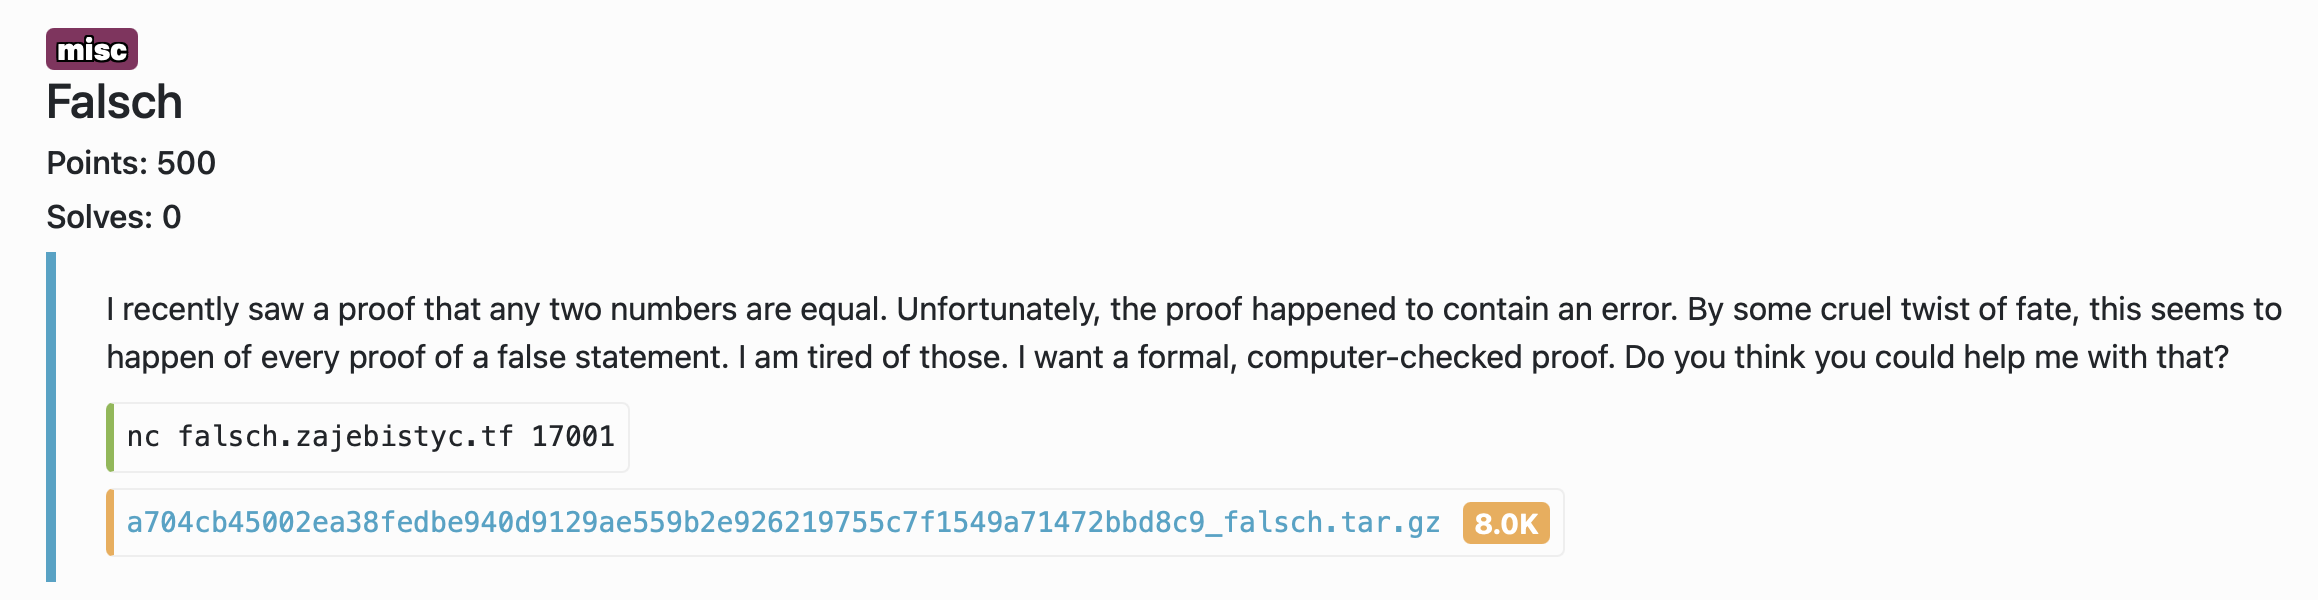 misc
Falsch
Points: 500
Solves: 0
I recently saw a proof that any two numbers are equal. Unfortunately, the proof happened to contain an error. By some cruel twist of fate, this seems to
happen of every proof of a false statement. I am tired of those. I want a formal, computer-checked proof. Do you think you could help me with that?
nc falsch.zajebistyc.tf 17001
a704cb45002ea38fedbe940d9129ae559b2e926219755c7f1549a71472bbd8c9_falsch.tar.gz 8.0K